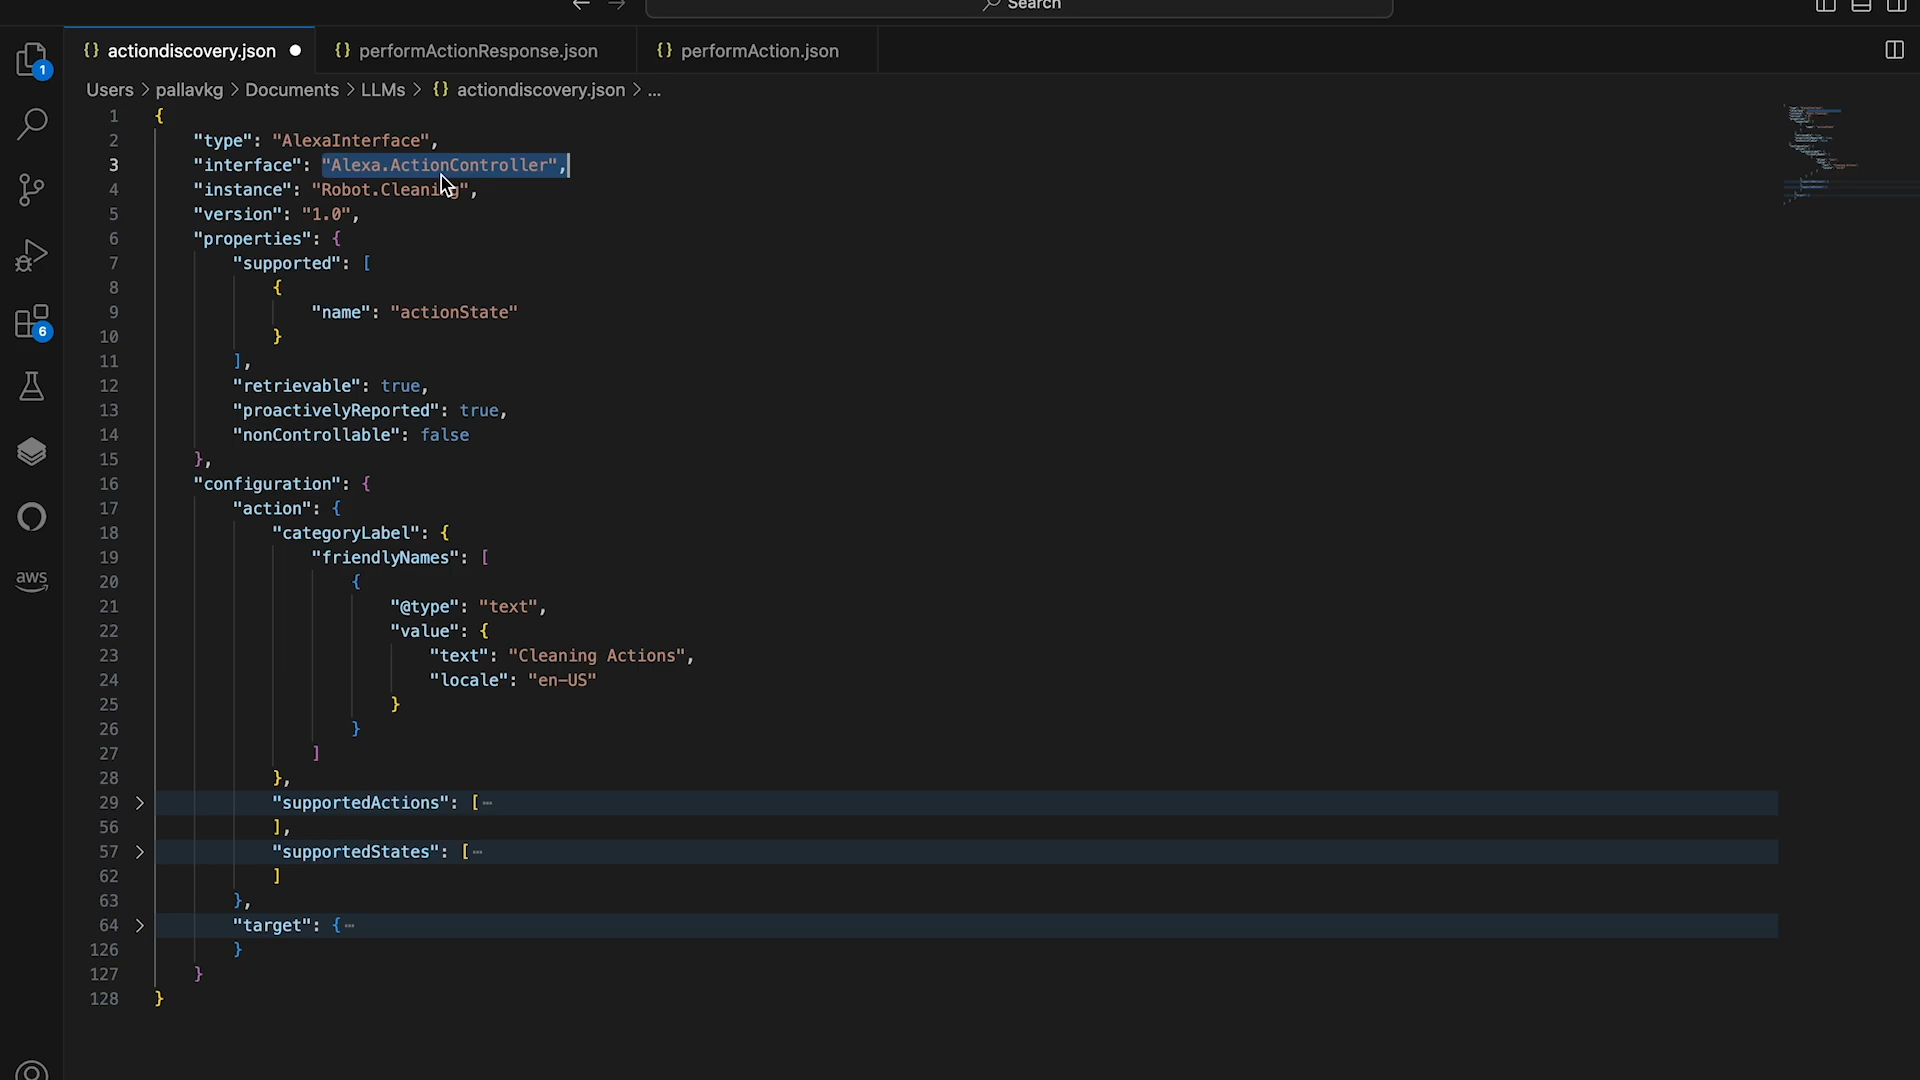 Search
{} actiondiscovery.json ● {} performActionResponse.json {} performAction.json
Users > pallavkg > Documents > LLMs > {} actiondiscovery.json > ...
1 {
2 "type": "AlexaInterface",
3 "interface": "Alexa.ActionController",
4 "instance": "Robot.Cleaning",
5 "version": "1.0",
6 "properties": {
7 "supported": [
8 {
9 "name": "actionState"
10 }
11 ],
12 "retrievable": true,
13 "proactivelyReported": true,
14 "nonControllable": false
15 },
16 "configuration": {
17 "action": {
18 "categoryLabel": {
19 "friendlyNames": [
20 {
21 "@type": "text",
22 "value": {
23 "text": "Cleaning Actions",
24 "locale": "en-US"
25 }
26 }
27 ]
28 },
29 > "supportedActions": [⋯
56 ],
57 > "supportedStates": [⋯
62 ]
63 },
64 > "target": {⋯
126 }
127 }
128 }
1
6
aws